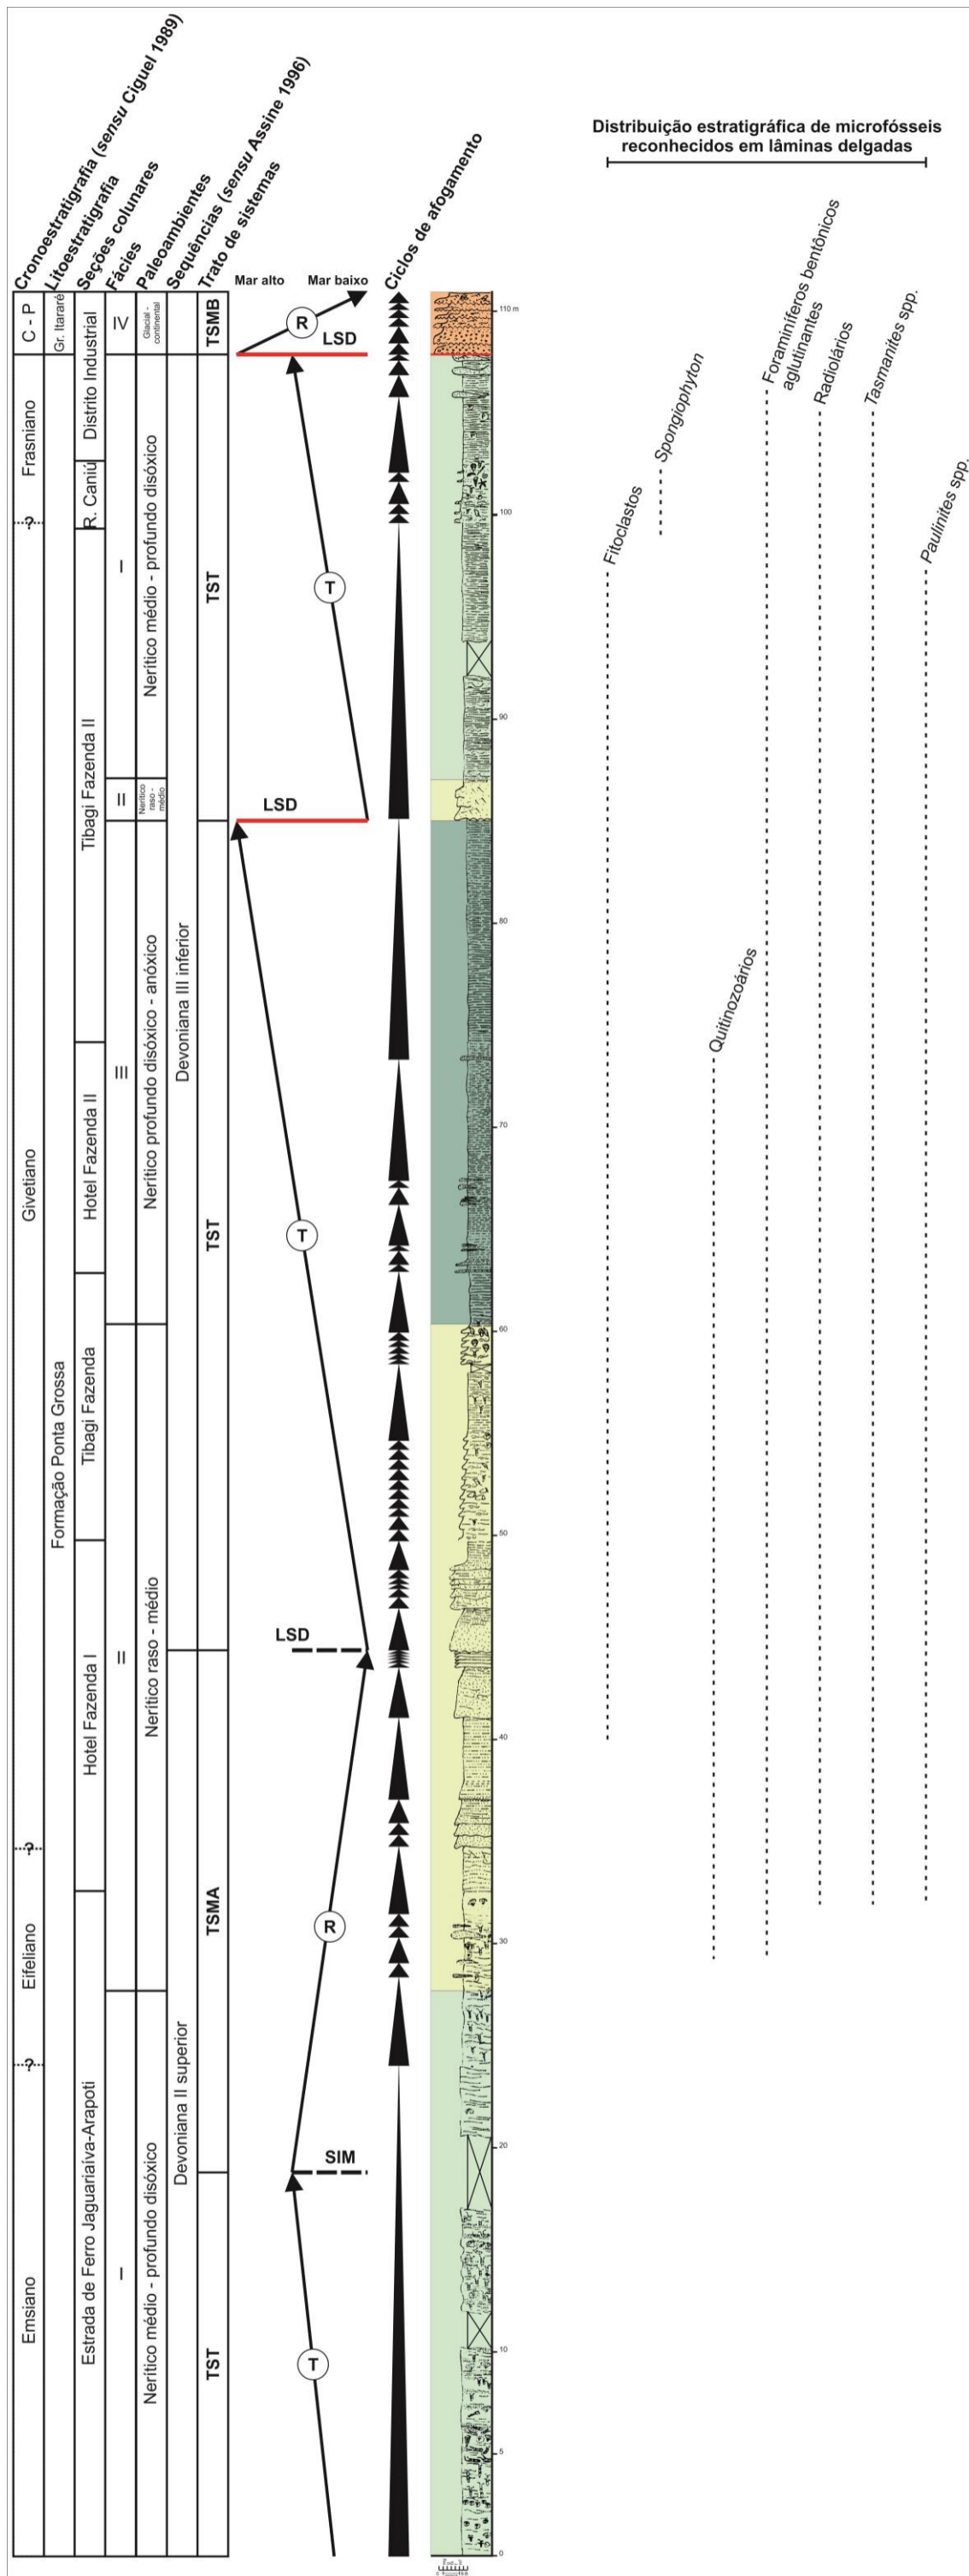 Cronoestratigrafia (sensu Ciguel 1989)
Litoestratigrafia
Seções colunares
Fácies
Paleoambientes
Sequências (sensu Assine 1996)
Trato de sistemas
Mar alto
Mar baixo
Ciclos de afogamento
Distribuição estratigráfica de microfósseis
reconhecidos em lâminas delgadas
C - P
Gr. Itararé
Distrito Industrial
IV
Glacial -
continental
TSMB
R
LSD
110 m
Frasniano
R. Caniú
?
I
Nerítico médio - profundo disóxico
TST
T
100
90
Fitoclastos
Spongiophyton
Foraminíferos bentônicos
aglutinantes
Radiolários
Tasmanites spp.
Paulinites spp.
Tibagi Fazenda II
II
Nerítico
raso -
médio
LSD
80
Quitinozoários
Givetiano
Formação Ponta Grossa
Hotel Fazenda II
III
Nerítico profundo disóxico - anóxico
Devoniana III inferior
TST
T
70
60
Tibagi Fazenda
50
Hotel Fazenda I
II
Nerítico raso - médio
LSD
40
?
Eifeliano
TSMA
R
30
?
Devoniana II superior
SIM
20
Emsiano
Estrada de Ferro Jaguariaíva-Arapoti
I
Nerítico médio - profundo disóxico
TST
T
10
5
0